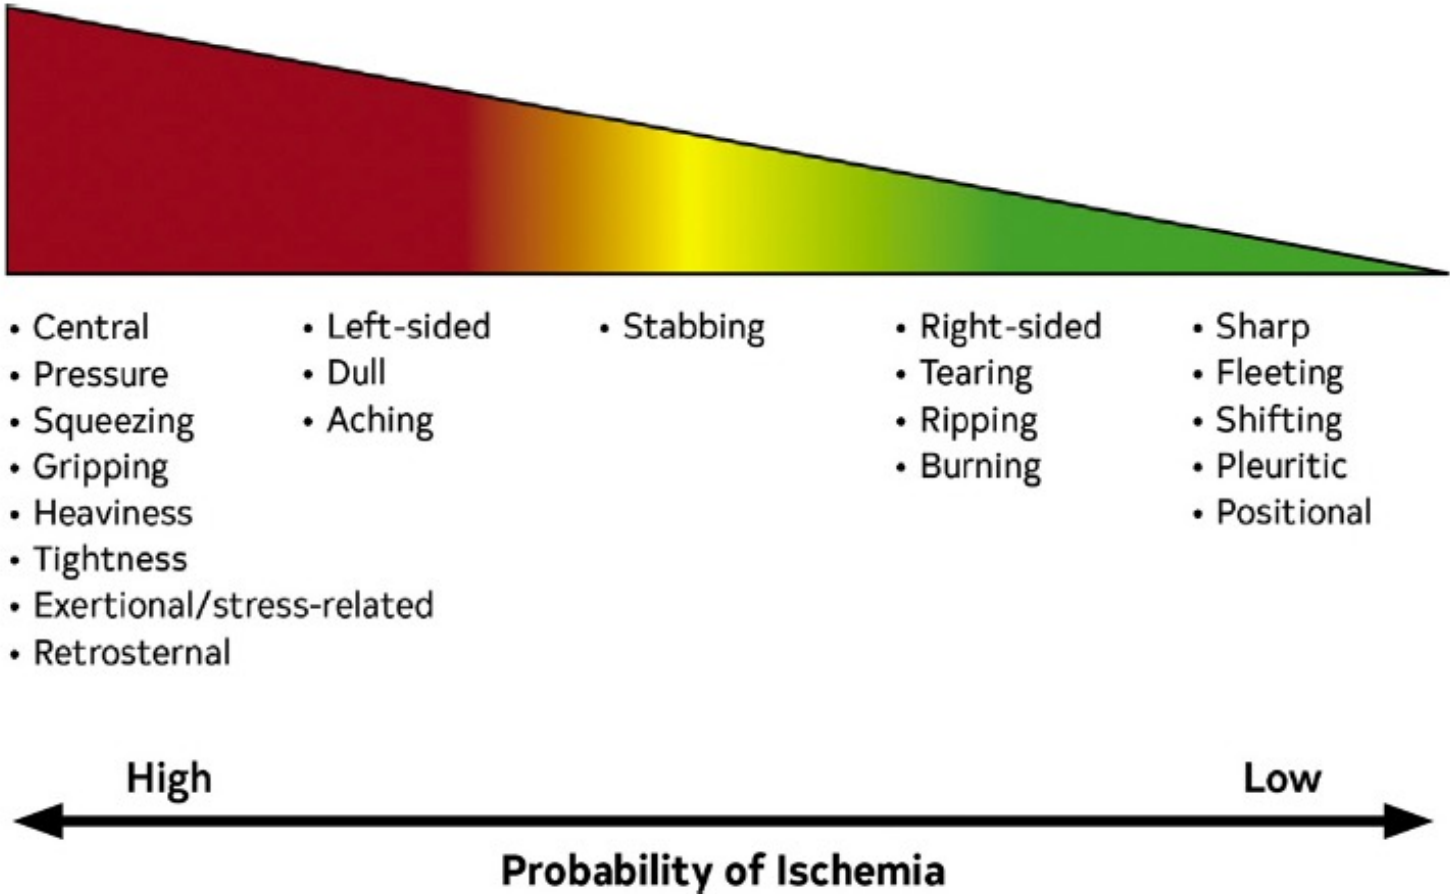 • Central
• Pressure
• Squeezing
• Gripping
• Heaviness
• Tightness
• Exertional/stress-related
• Retrosternal
• Left-sided
• Dull
• Aching
• Stabbing
• Right-sided
• Tearing
• Ripping
• Burning
• Sharp
• Fleeting
• Shifting
• Pleuritic
• Positional
High
Low
Probability of Ischemia